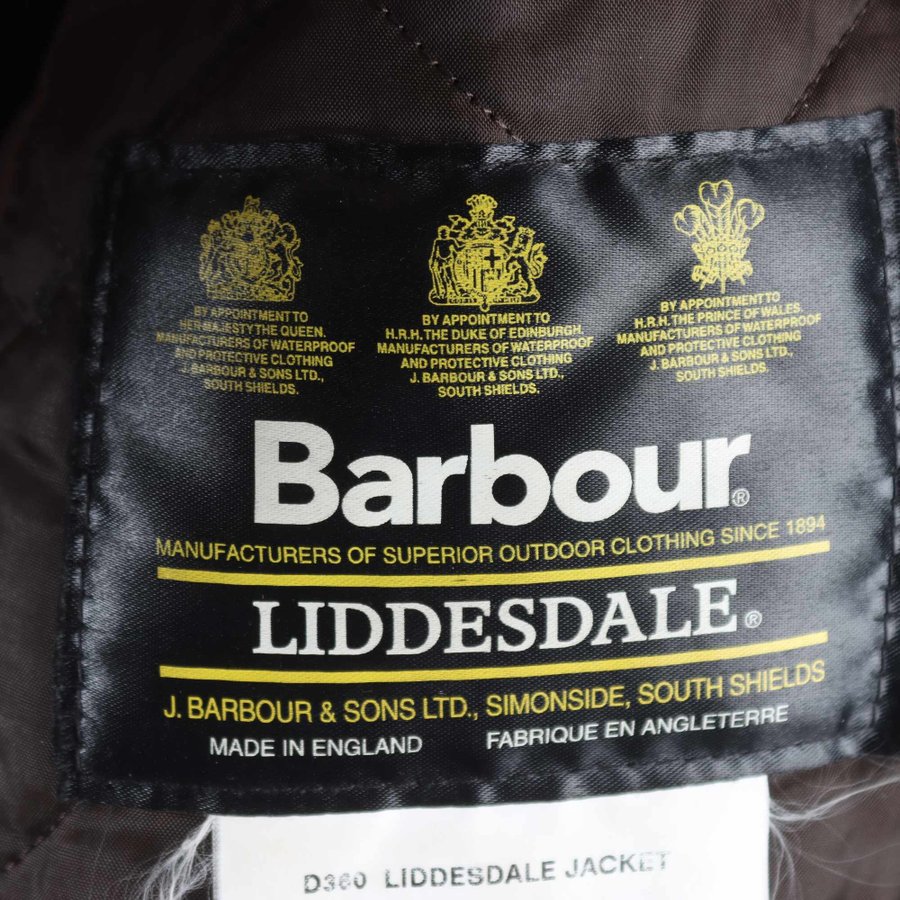 BY APPOINTMENT TO
HER MAJESTY THE QUEEN.
MANUFACTURERS OF WATERPROOF
AND PROTECTIVE CLOTHING
J. BARBOUR & SONS LTD.,
SOUTH SHIELDS.
BY APPOINTMENT TO
H.R.H. THE DUKE OF EDINBURGH.
MANUFACTURERS OF WATERPROOF
AND PROTECTIVE CLOTHING
J. BARBOUR & SONS LTD.,
SOUTH SHIELDS.
BY APPOINTMENT TO
H.R.H. THE PRINCE OF WALES.
MANUFACTURERS OF WATERPROOF
AND PROTECTIVE CLOTHING
J. BARBOUR & SONS LTD.,
SOUTH SHIELDS.
Barbour®
MANUFACTURERS OF SUPERIOR OUTDOOR CLOTHING SINCE 1894
LIDDESDALE®
J. BARBOUR & SONS LTD., SIMONSIDE, SOUTH SHIELDS
MADE IN ENGLAND FABRIQUE EN ANGLETERRE
D360 LIDDESDALE JACKET